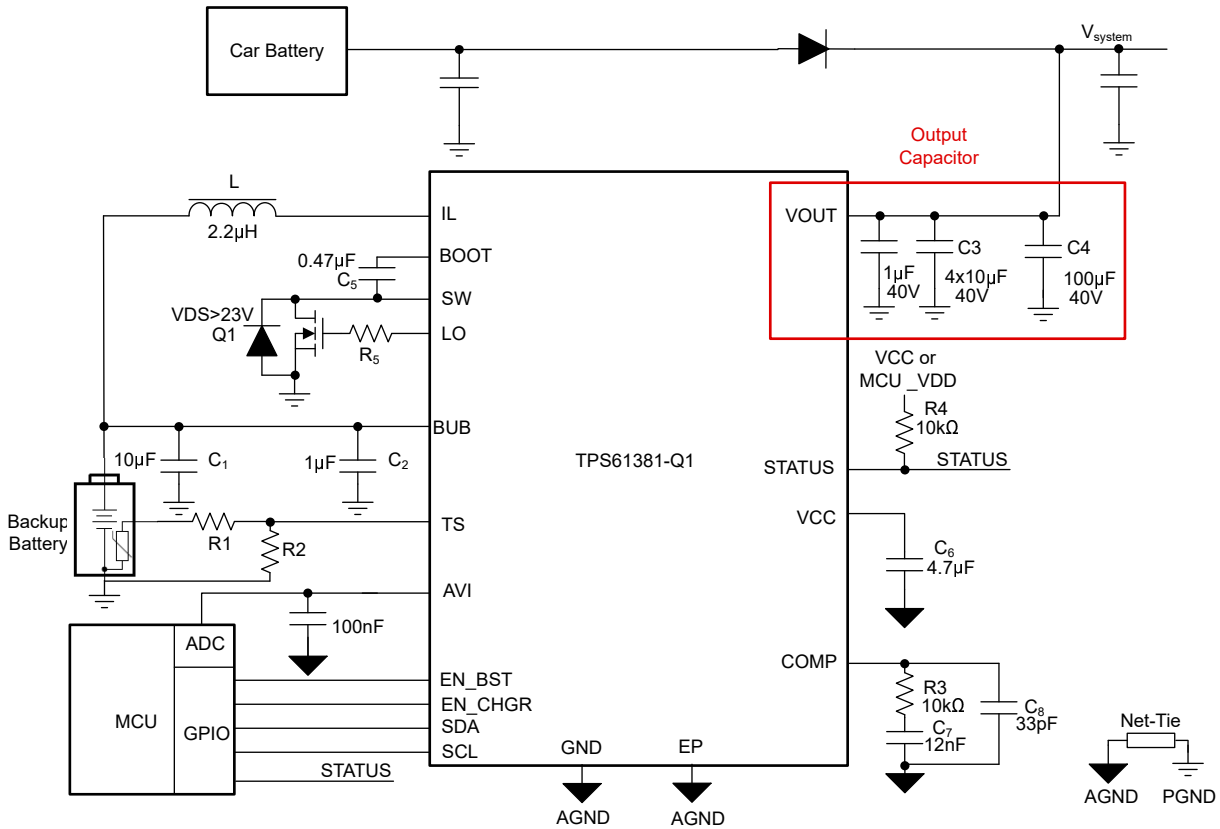 Car Battery
Vsystem
Output
Capacitor
L
2.2µH
IL
VOUT
BOOT
0.47µF
C5
SW
C3
C4
1µF
40V
4x10µF
40V
100µF
40V
VDS>23V
Q1
LO
R5
VCC or
MCU _VDD
R4
10kΩ
BUB
10µF
C1
1µF
C2
TPS61381-Q1
STATUS
STATUS
Backup
Battery
R1
R2
TS
VCC
C6
4.7µF
AVI
100nF
ADC
COMP
EN_BST
R3
10kΩ
C8
33pF
EN_CHGR
MCU
GPIO
SDA
C7
12nF
Net-Tie
SCL
GND
EP
STATUS
AGND
AGND
AGND
PGND